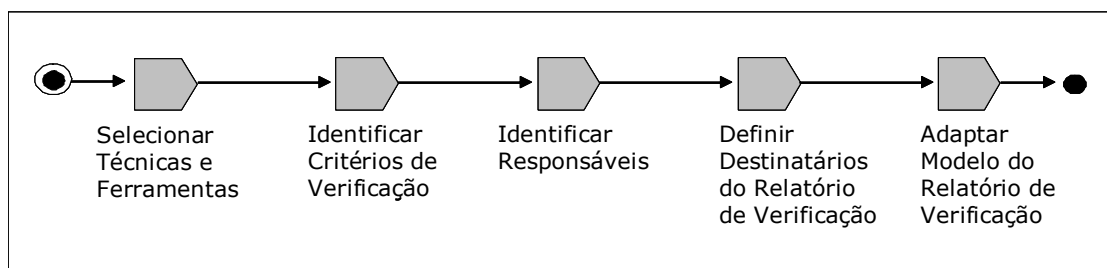 Selecionar
Técnicas e
Ferramentas
Identificar
Critérios de
Verificação
Identificar
Responsáveis
Definir
Destinatários
do Relatório
de Verificação
Adaptar
Modelo do
Relatório de
Verificação